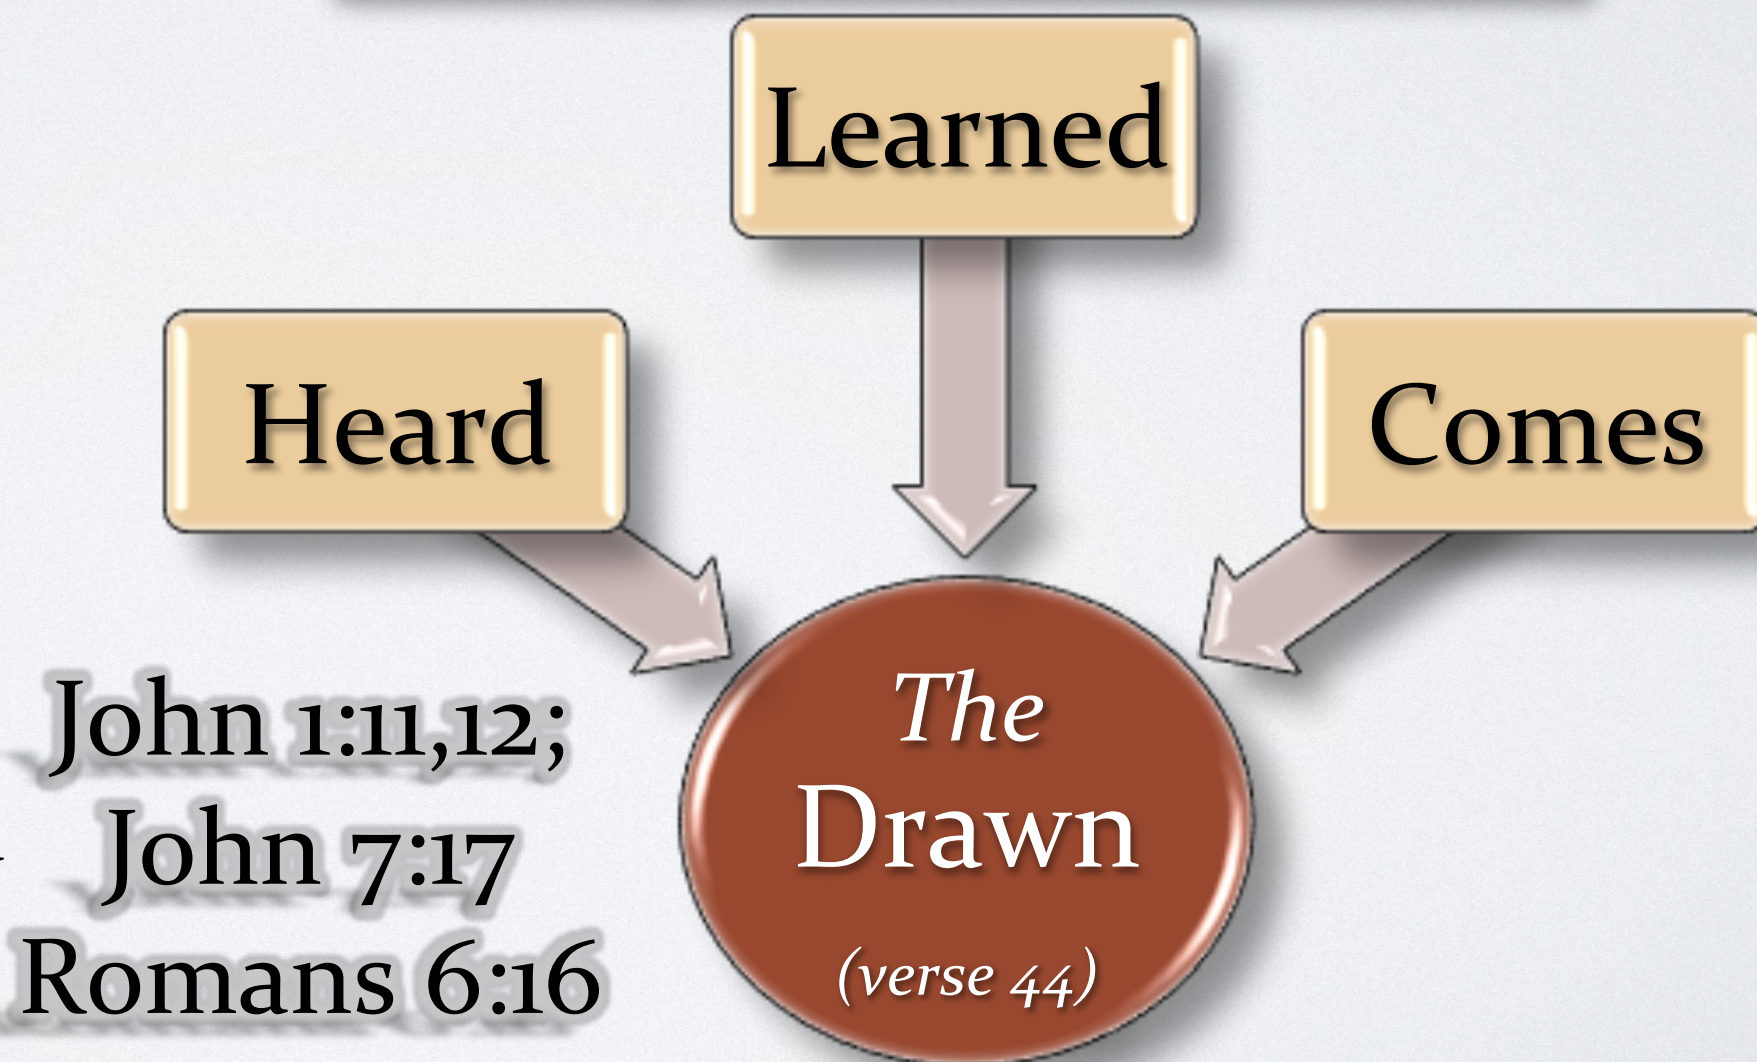 Learned
Heard
Comes
John 1:11,12;
John 7:17
Romans 6:16
The
Drawn
(verse 44)